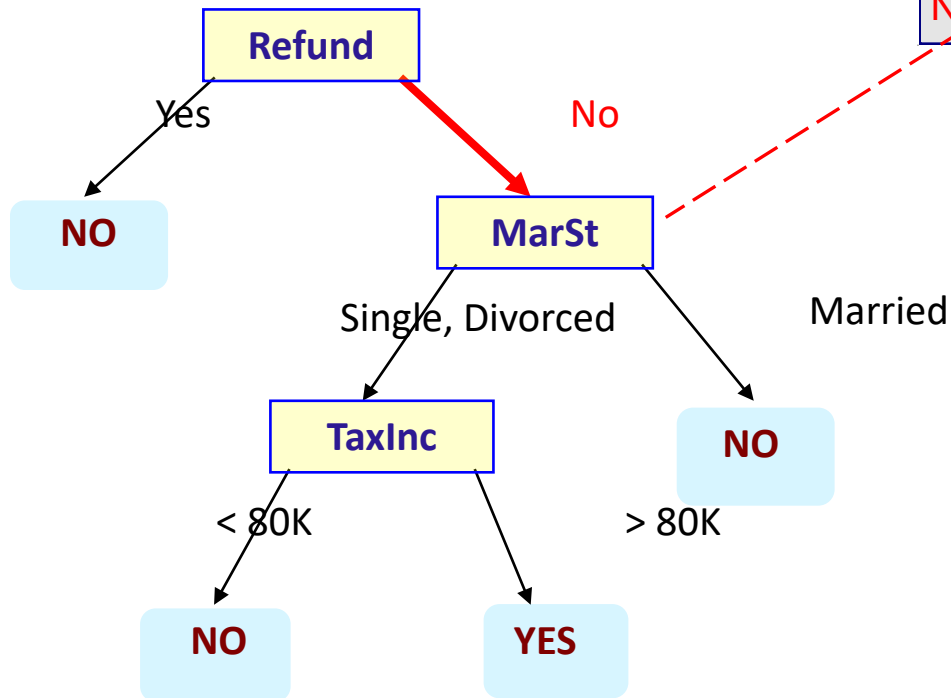 Refund
Yes
No
NO
MarSt
Single, Divorced
Married
TaxInc
NO
< 80K
> 80K
NO
YES